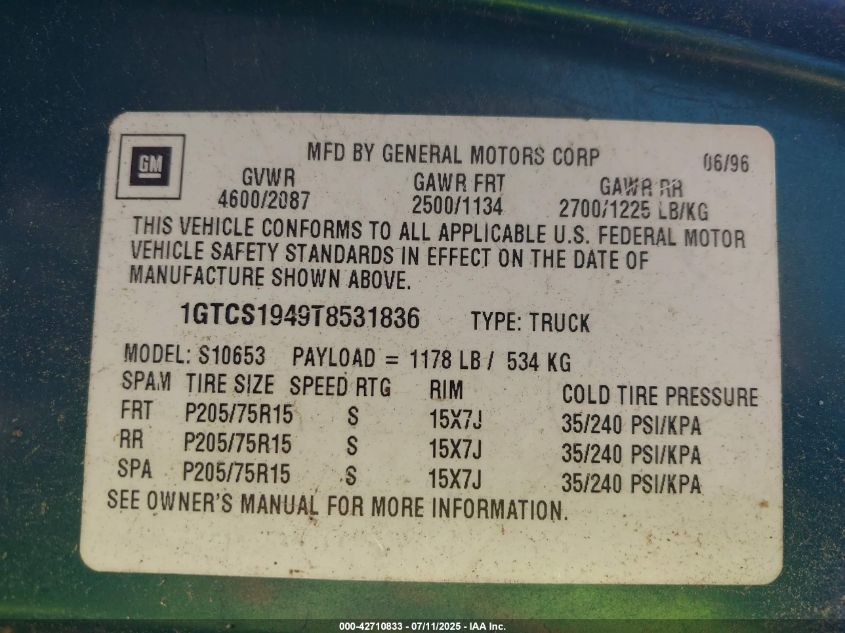 GM
MFD BY GENERAL MOTORS CORP 06/96
GVWR GAWR FRT GAWR RR
4600/2087 2500/1134 2700/1225 LB/KG
THIS VEHICLE CONFORMS TO ALL APPLICABLE U.S. FEDERAL MOTOR
VEHICLE SAFETY STANDARDS IN EFFECT ON THE DATE OF
MANUFACTURE SHOWN ABOVE.
1GTCS1949T8531836 TYPE: TRUCK
MODEL: S10653 PAYLOAD = 1178 LB / 534 KG
SPAM TIRE SIZE SPEED RTG RIM COLD TIRE PRESSURE
FRT P205/75R15 S 15X7J 35/240 PSI/KPA
RR P205/75R15 S 15X7J 35/240 PSI/KPA
SPA P205/75R15 S 15X7J 35/240 PSI/KPA
SEE OWNER'S MANUAL FOR MORE INFORMATION.
000-42710833 - 07/11/2025 - IAA Inc.